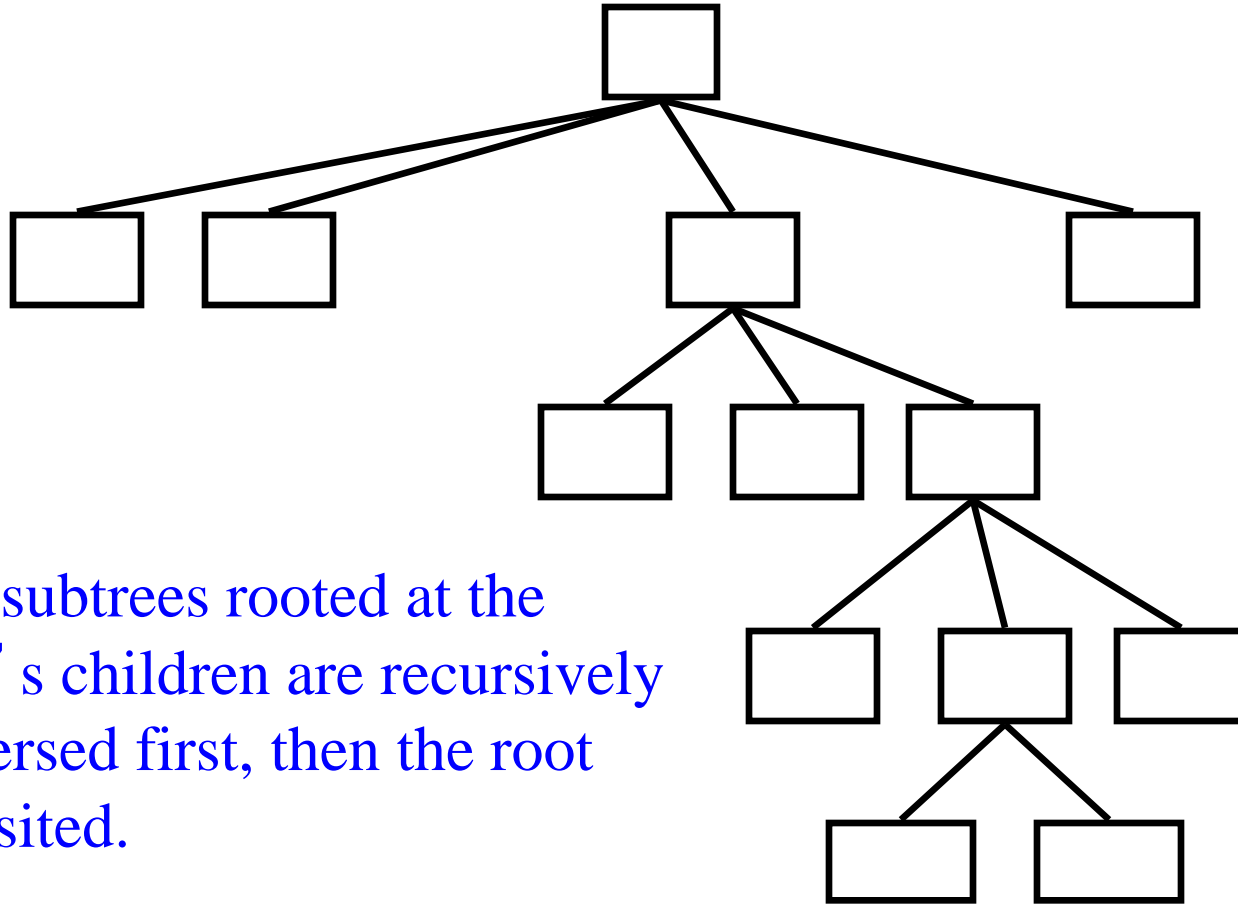 subtrees rooted at the
’s children are recursively
ersed first, then the root
sited.